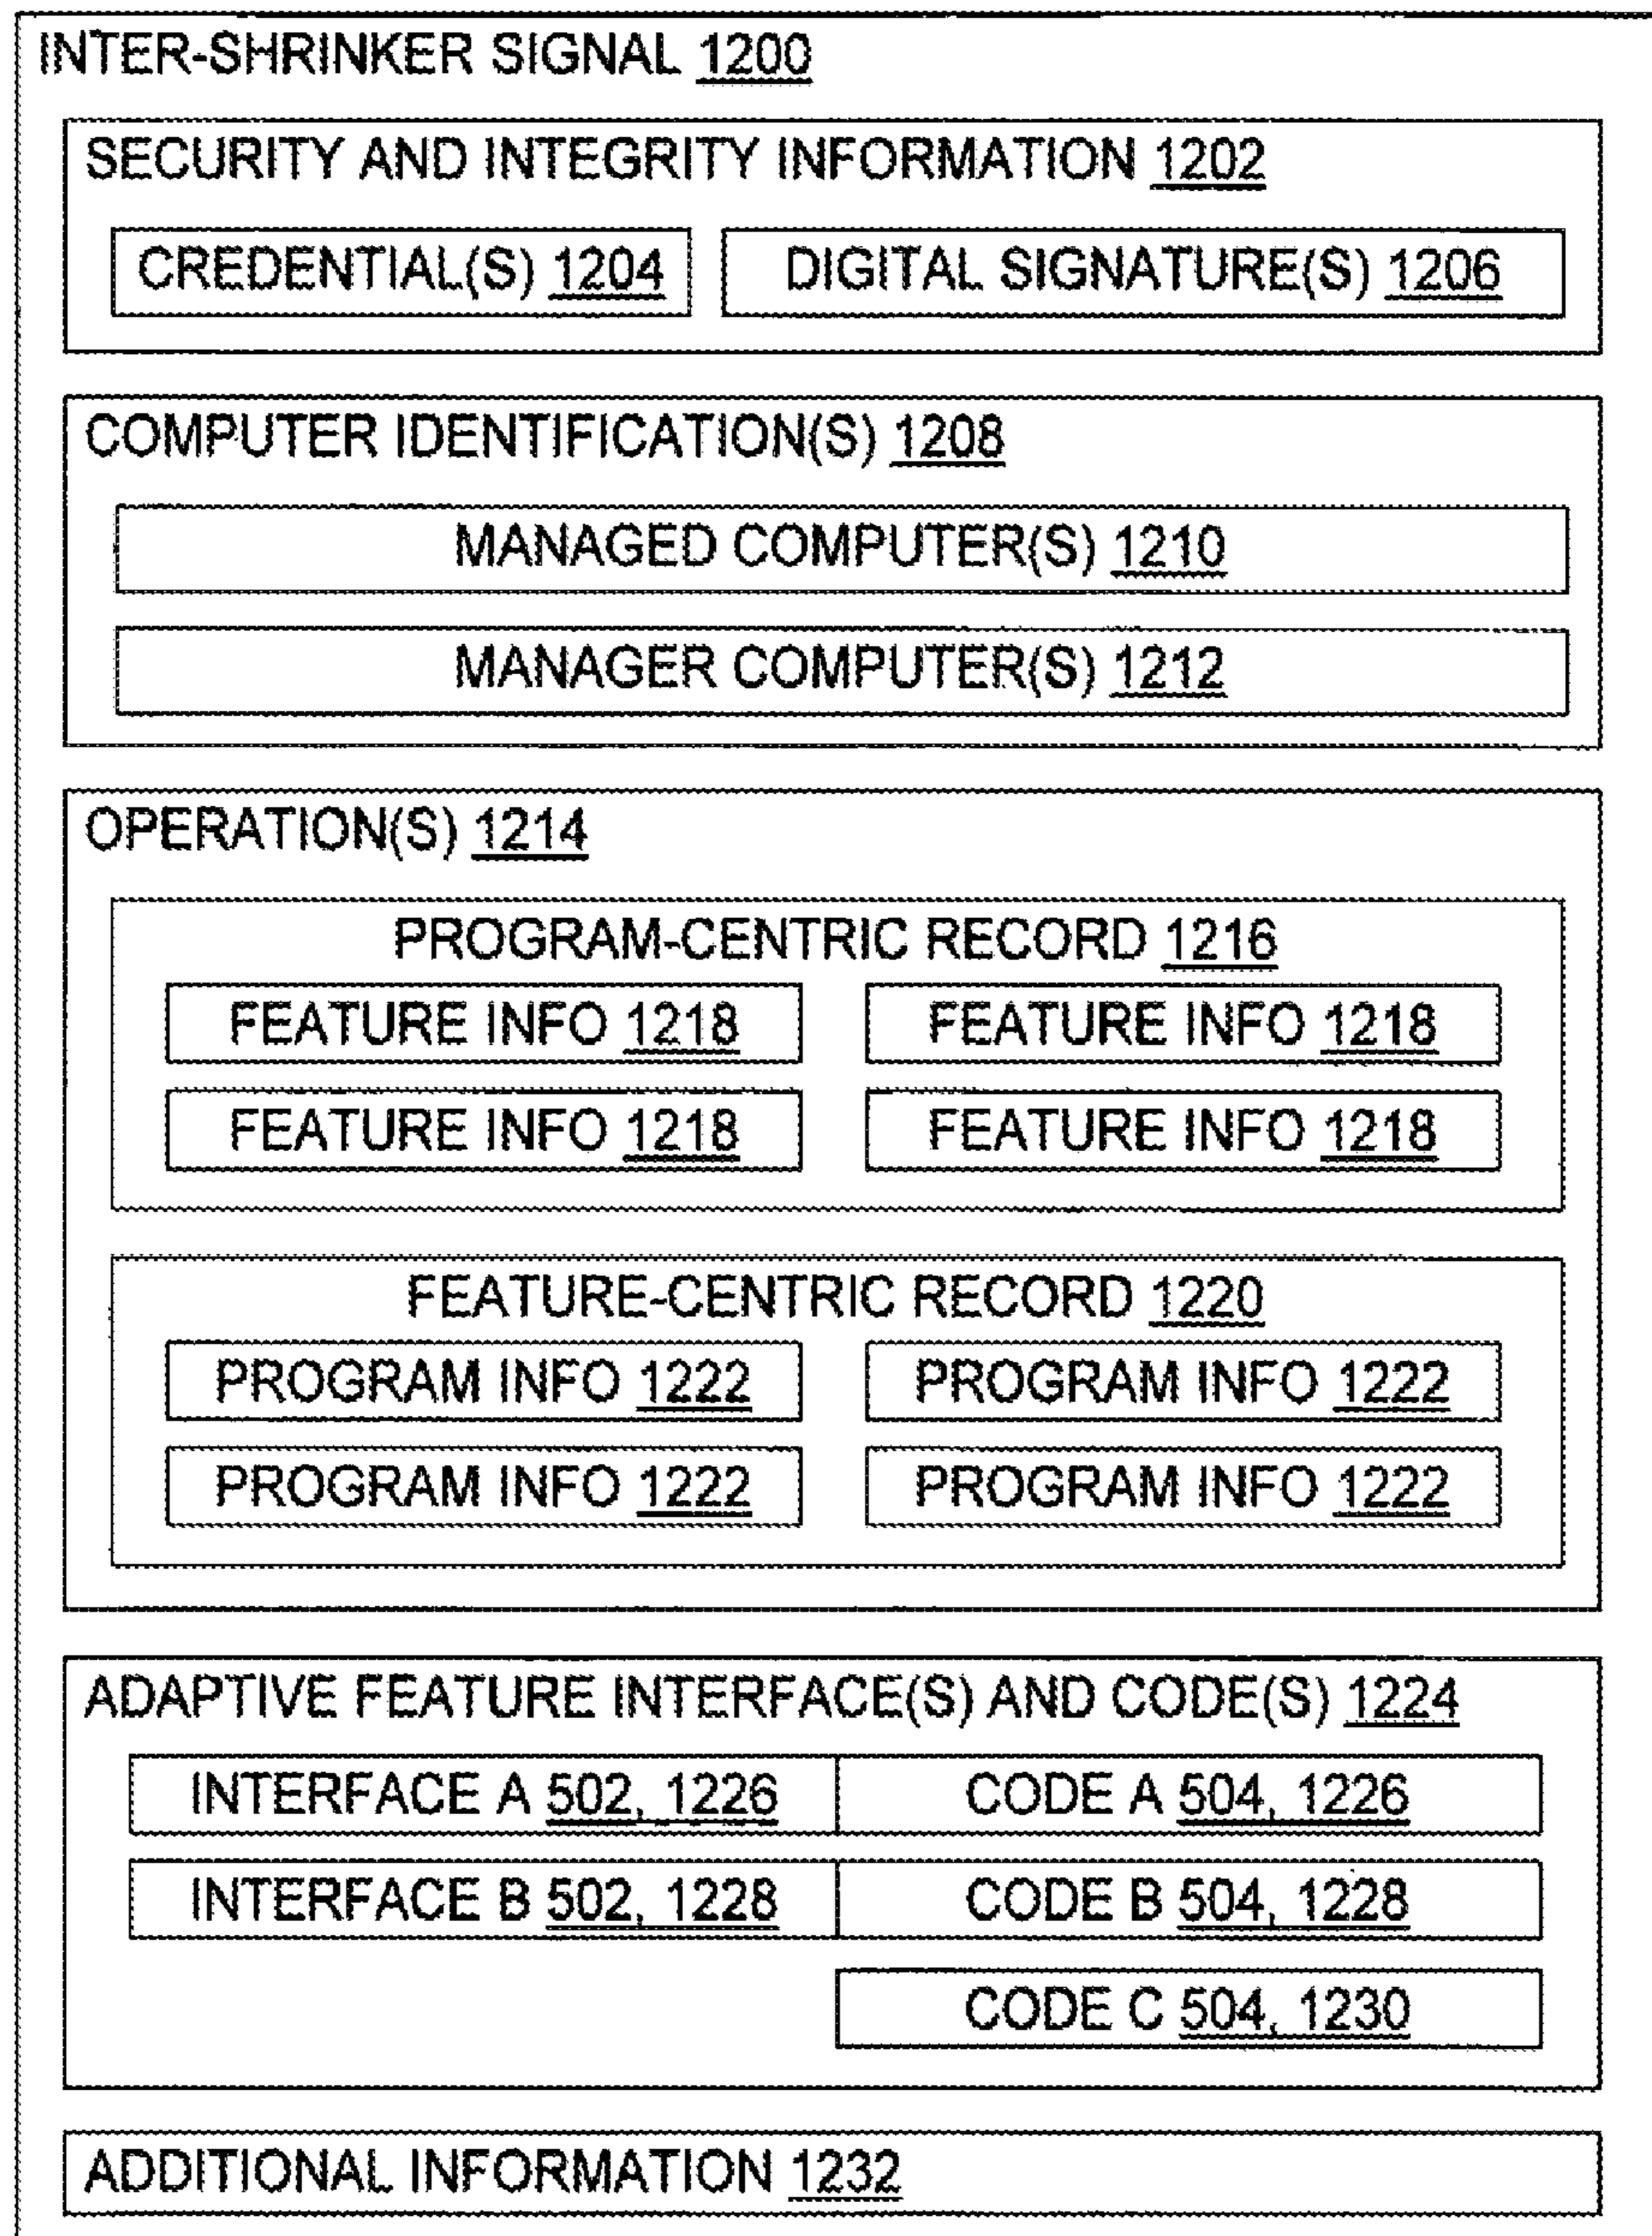 INTER-SHRINKER SIGNAL 1200
SECURITY AND INTEGRITY INFORMATION 1202
CREDENTIAL(S) 1204 DIGITAL SIGNATURE(S) 1206
COMPUTER IDENTIFICATION(S) 1208
MANAGED COMPUTER(S) 1210
MANAGER COMPUTER(S) 1212
OPERATION(S) 1214
PROGRAM-CENTRIC RECORD 1216
FEATURE INFO 1218 FEATURE INFO 1218
FEATURE INFO 1218 FEATURE INFO 1218
FEATURE-CENTRIC RECORD 1220
PROGRAM INFO 1222 PROGRAM INFO 1222
PROGRAM INFO 1222 PROGRAM INFO 1222
ADAPTIVE FEATURE INTERFACE(S) AND CODE(S) 1224
INTERFACE A 502, 1226 CODE A 504, 1226
INTERFACE B 502, 1228 CODE B 504, 1228
CODE C 504, 1230
ADDITIONAL INFORMATION 1232